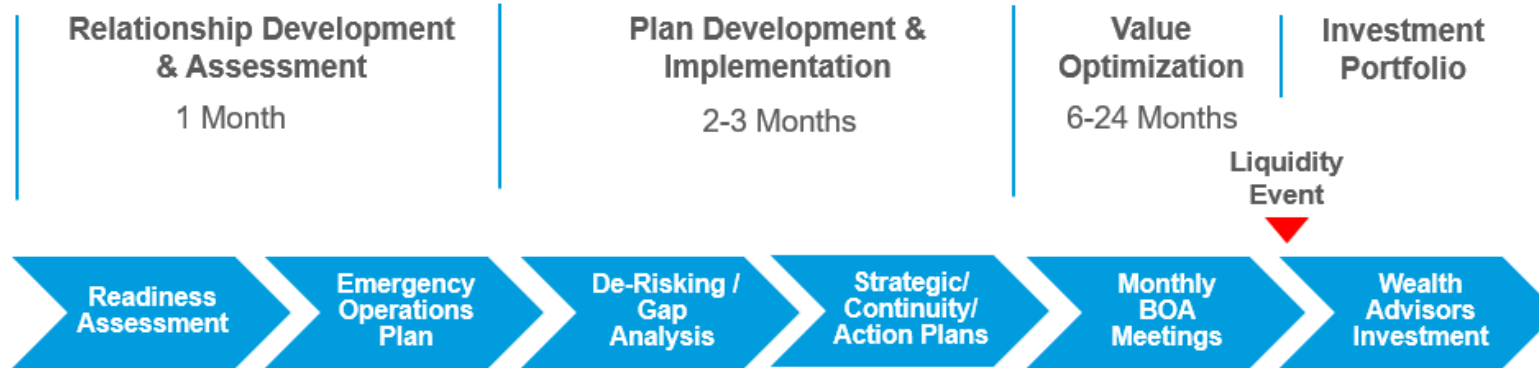 Relationship Development
& Assessment
1 Month
Plan Development &
Implementation
2-3 Months
Value
Optimization
6-24 Months
Investment
Portfolio
Liquidity
Event
Readiness
Assessment
Emergency
Operations
Plan
De-Risking /
Gap
Analysis
Strategic/
Continuity/
Action Plans
Monthly
BOA
Meetings
Wealth
Advisors
Investment